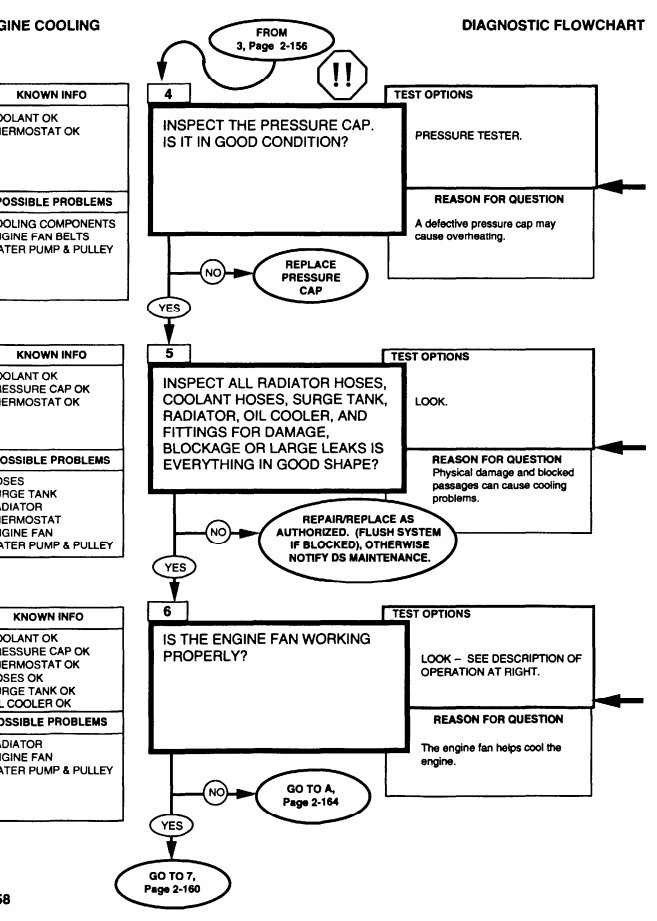 GINE COOLING
DIAGNOSTIC FLOWCHART
FROM
3, Page 2-156
!!
KNOWN INFO
OOLANT OK
ERMOSTAT OK
OSSIBLE PROBLEMS
OOLING COMPONENTS
GINE FAN BELTS
ATER PUMP & PULLEY
4
INSPECT THE PRESSURE CAP.
IS IT IN GOOD CONDITION?
TEST OPTIONS
PRESSURE TESTER.
REASON FOR QUESTION
A defective pressure cap may
cause overheating.
NO
REPLACE
PRESSURE
CAP
YES
KNOWN INFO
OOLANT OK
RESSURE CAP OK
ERMOSTAT OK
OSSIBLE PROBLEMS
OSES
URGE TANK
ADIATOR
HERMOSTAT
NGINE FAN
ATER PUMP & PULLEY
5
INSPECT ALL RADIATOR HOSES,
COOLANT HOSES, SURGE TANK,
RADIATOR, OIL COOLER, AND
FITTINGS FOR DAMAGE,
BLOCKAGE OR LARGE LEAKS IS
EVERYTHING IN GOOD SHAPE?
TEST OPTIONS
LOOK.
REASON FOR QUESTION
Physical damage and blocked
passages can cause cooling
problems.
NO
REPAIR/REPLACE AS
AUTHORIZED. (FLUSH SYSTEM
IF BLOCKED), OTHERWISE
NOTIFY DS MAINTENANCE.
YES
KNOWN INFO
OOLANT OK
RESSURE CAP OK
ERMOSTAT OK
OSES OK
URGE TANK OK
L COOLER OK
OSSIBLE PROBLEMS
ADIATOR
NGINE FAN
ATER PUMP & PULLEY
6
IS THE ENGINE FAN WORKING
PROPERLY?
TEST OPTIONS
LOOK – SEE DESCRIPTION OF
OPERATION AT RIGHT.
REASON FOR QUESTION
The engine fan helps cool the
engine.
NO
GO TO A,
Page 2-164
YES
GO TO 7,
Page 2-160
58